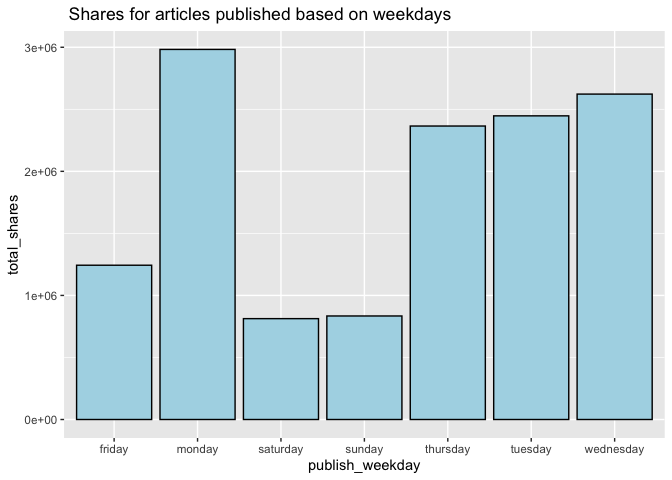 Shares for articles published based on weekdays
total_shares
3e+06
2e+06
1e+06
0e+00
friday monday saturday sunday thursday tuesday wednesday
publish_weekday